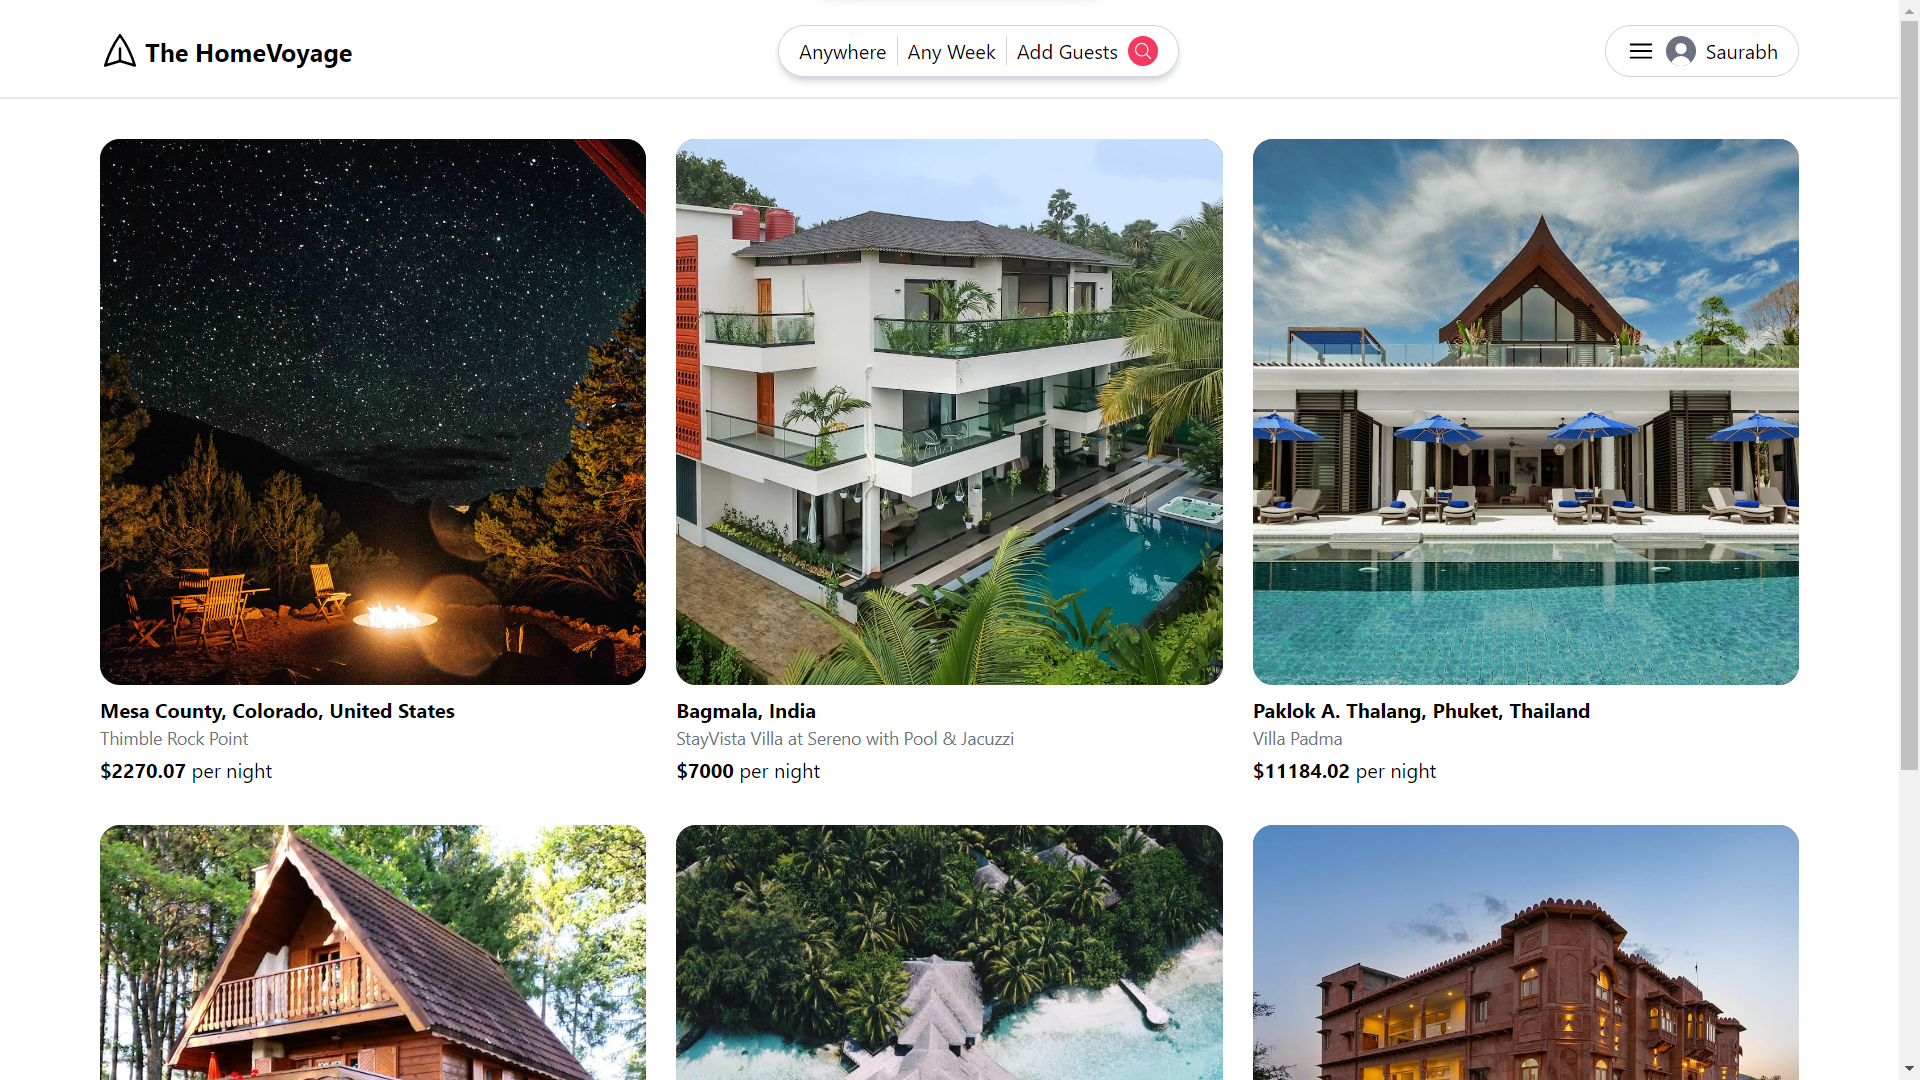 The HomeVoyage
Anywhere
Any Week
Add Guests
Saurabh
Mesa County, Colorado, United States
Thimble Rock Point
$2270.07 per night
Bagmala, India
StayVista Villa at Sereno with Pool & Jacuzzi
$7000 per night
Paklok A. Thalang, Phuket, Thailand
Villa Padma
$11184.02 per night